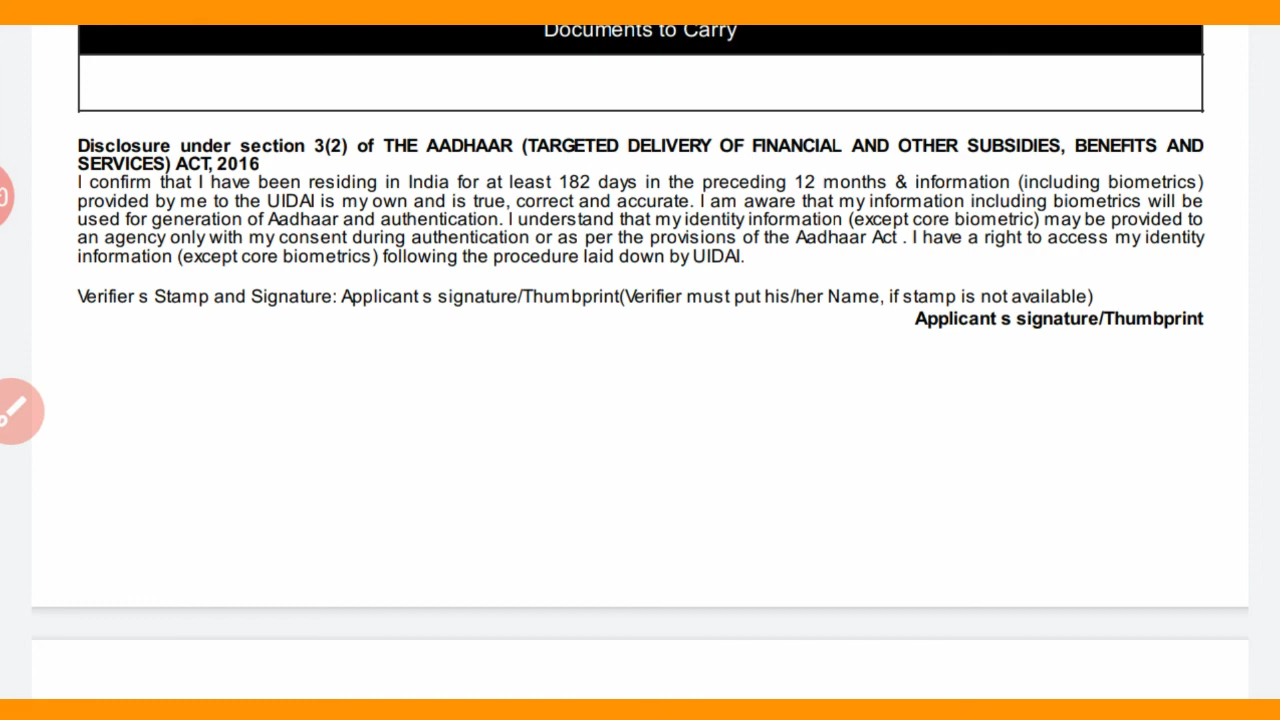 Documents to Carry
Disclosure under section 3(2) of THE AADHAAR (TARGETED DELIVERY OF FINANCIAL AND OTHER SUBSIDIES, BENEFITS AND
SERVICES) ACT, 2016
I confirm that I have been residing in India for at least 182 days in the preceding 12 months & information (including biometrics)
provided by me to the UIDAI is my own and is true, correct and accurate. I am aware that my information including biometrics will be
used for generation of Aadhaar and authentication. I understand that my identity information (except core biometric) may be provided to
an agency only with my consent during authentication or as per the provisions of the Aadhaar Act . I have a right to access my identity
information (except core biometrics) following the procedure laid down by UIDAI.
Verifier s Stamp and Signature: Applicant s signature/Thumbprint(Verifier must put his/her Name, if stamp is not available)
Applicant s signature/Thumbprint